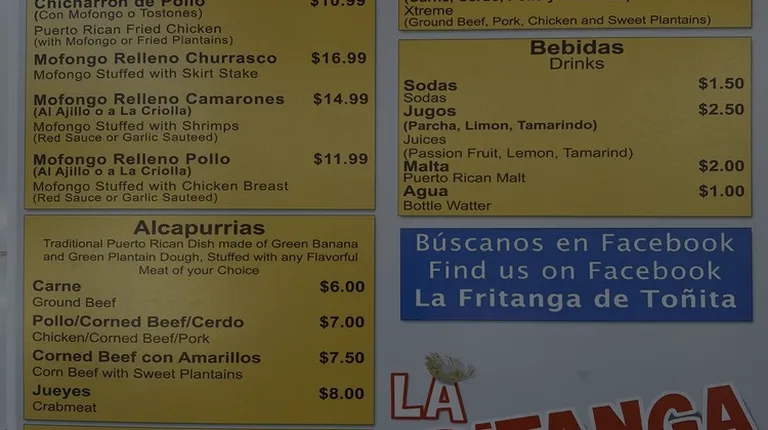 Chicharron de Pollo $10.99
(Con Mofongo o Tostones)
Puerto Rican Fried Chicken
(with Mofongo or Fried Plantains)
Mofongo Relleno Churrasco $16.99
Mofongo Stuffed with Skirt Stake
Mofongo Relleno Camarones $14.99
(Al Ajillo o a La Criolla)
Mofongo Stuffed with Shrimps
(Red Sauce or Garlic Sauteed)
Mofongo Relleno Pollo $11.99
(Al Ajillo o a La Criolla)
Mofongo Stuffed with Chicken Breast
(Red Sauce or Garlic Sauteed)
Alcapurrias
Traditional Puerto Rican Dish made of Green Banana
and Green Plantain Dough, Stuffed with any Flavorful
Meat of your Choice
Carne $6.00
Ground Beef
Pollo/Corned Beef/Cerdo $7.00
Chicken/Corned Beef/Pork
Corned Beef con Amarillos $7.50
Corn Beef with Sweet Plantains
Jueyes $8.00
Crabmeat
Xtreme
(Ground Beef, Pork, Chicken and Sweet Plantains)
Bebidas
Drinks
Sodas $1.50
Sodas
Jugos $2.50
(Parcha, Limon, Tamarindo)
Juices
(Passion Fruit, Lemon, Tamarind)
Malta $2.00
Puerto Rican Malt
Agua $1.00
Bottle Watter
Búscanos en Facebook
Find us on Facebook
La Fritanga de Toñita
LA